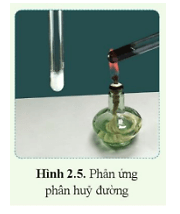 Hình 2.5. Phản ứng
phân huỷ đường